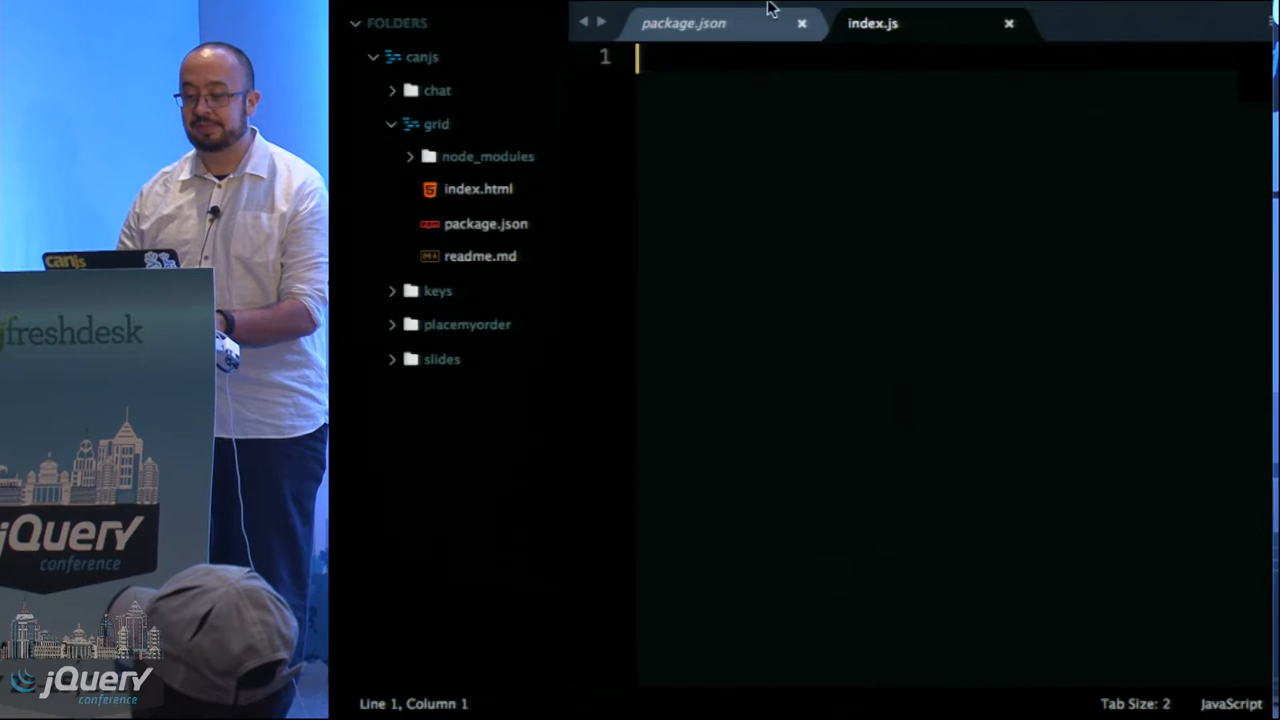 FOLDERS
canjs
chat
grid
node_modules
index.html
package.json
readme.md
keys
placemyorder
slides
package.json
index.js
1
Line 1, Column 1
Tab Size: 2
JavaScript
canjs
freshdesk
jQuery
conference
jQuery
conference